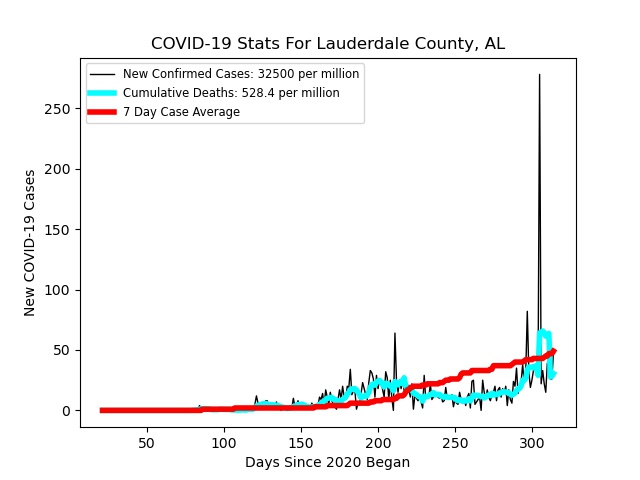 COVID-19 Stats For Lauderdale County, AL
New Confirmed Cases: 32500 per million
Cumulative Deaths: 528.4 per million
7 Day Case Average
New COVID-19 Cases
250
200
150
100
50
0
50
100
150
200
250
300
Days Since 2020 Began